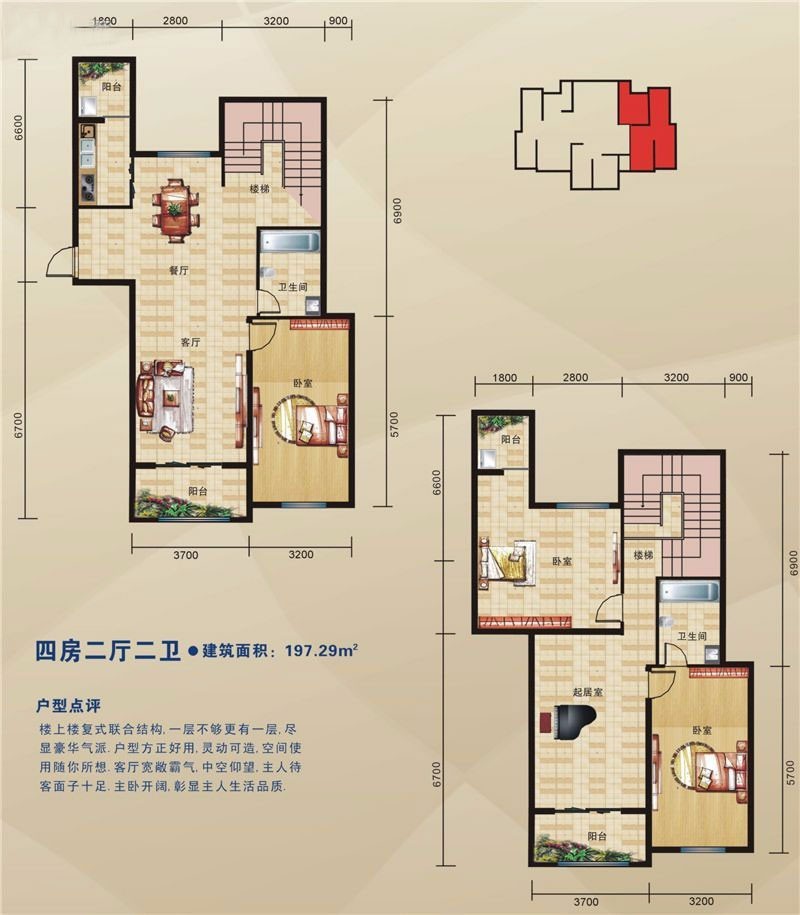 1800 2800 3200 900
阳台
6600
楼梯
6900
餐厅
卫生间
客厅
卧室
6700
5700
阳台
3700 3200
1800 2800 3200 900
阳台
6600
卧室
楼梯
6900
卫生间
起居室
卧室
6700
5700
阳台
3700 3200
四房二厅二卫●建筑面积：197.29m²
户型点评
楼上楼复式联合结构,一层不够更有一层,尽
显豪华气派.户型方正好用,灵动可造,空间使
用随你所想.客厅宽敞霸气,中空仰望,主人待
客面子十足.主卧开阔,彰显主人生活品质.